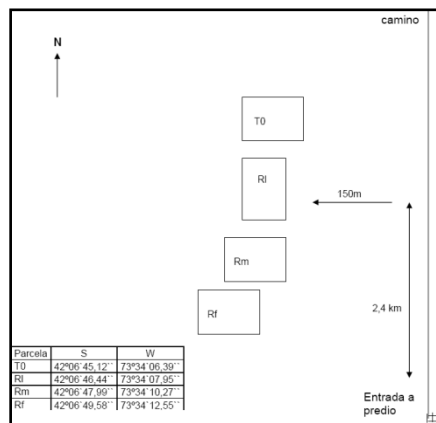 camino
N
T0
Rl
150m
Rm
Rf
2,4 km
Parcela S W
T0 42º06´45,12´´ 73º34´06,39´´
Rl 42º06´46,44´´ 73º34´07,95´´
Rm 42º06´47,99´´ 73º34´10,27´´
Rf 42º06´49,58´´ 73º34´12,55´´
Entrada a
predio